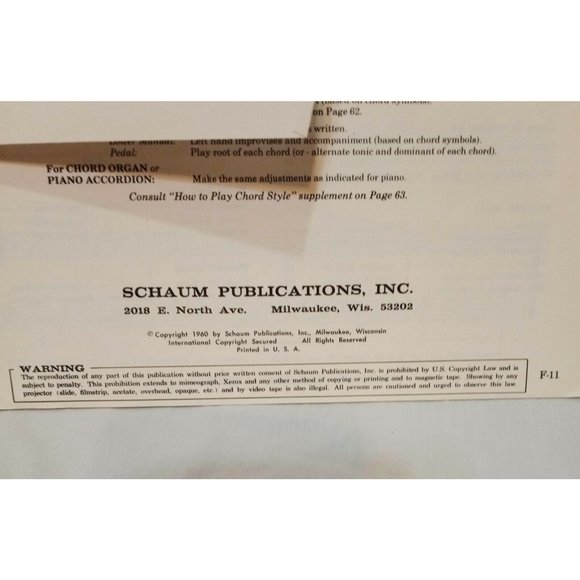 on Page 62.
written.
Left hand improvises and accompaniment (based on chord symbols).
Pedal: Play root of each chord (or - alternate tonic and dominant of each chord).
For CHORD ORGAN or
PIANO ACCORDION: Make the same adjustments as indicated for piano.
Consult "How to Play Chord Style" supplement on Page 63.
SCHAUM PUBLICATIONS, INC.
2018 E. North Ave. Milwaukee, Wis. 53202
© Copyright 1960 by Schaum Publications, Inc., Milwaukee, Wisconsin
International Copyright Secured All Rights Reserved
Printed in U. S. A.
WARNING
The reproduction of any part of this publication without prior written consent of Schaum Publications, Inc. is prohibited by U.S. Copyright Law and is
subject to penalty. This prohibition extends to mimeograph, Xerox and any other method of copying or printing and to magnetic tape. Showing by any
projector (slide, filmstrip, acetate, overhead, opaque, etc.) and by video tape is also illegal. All persons are cautioned and urged to observe this law.
F-11